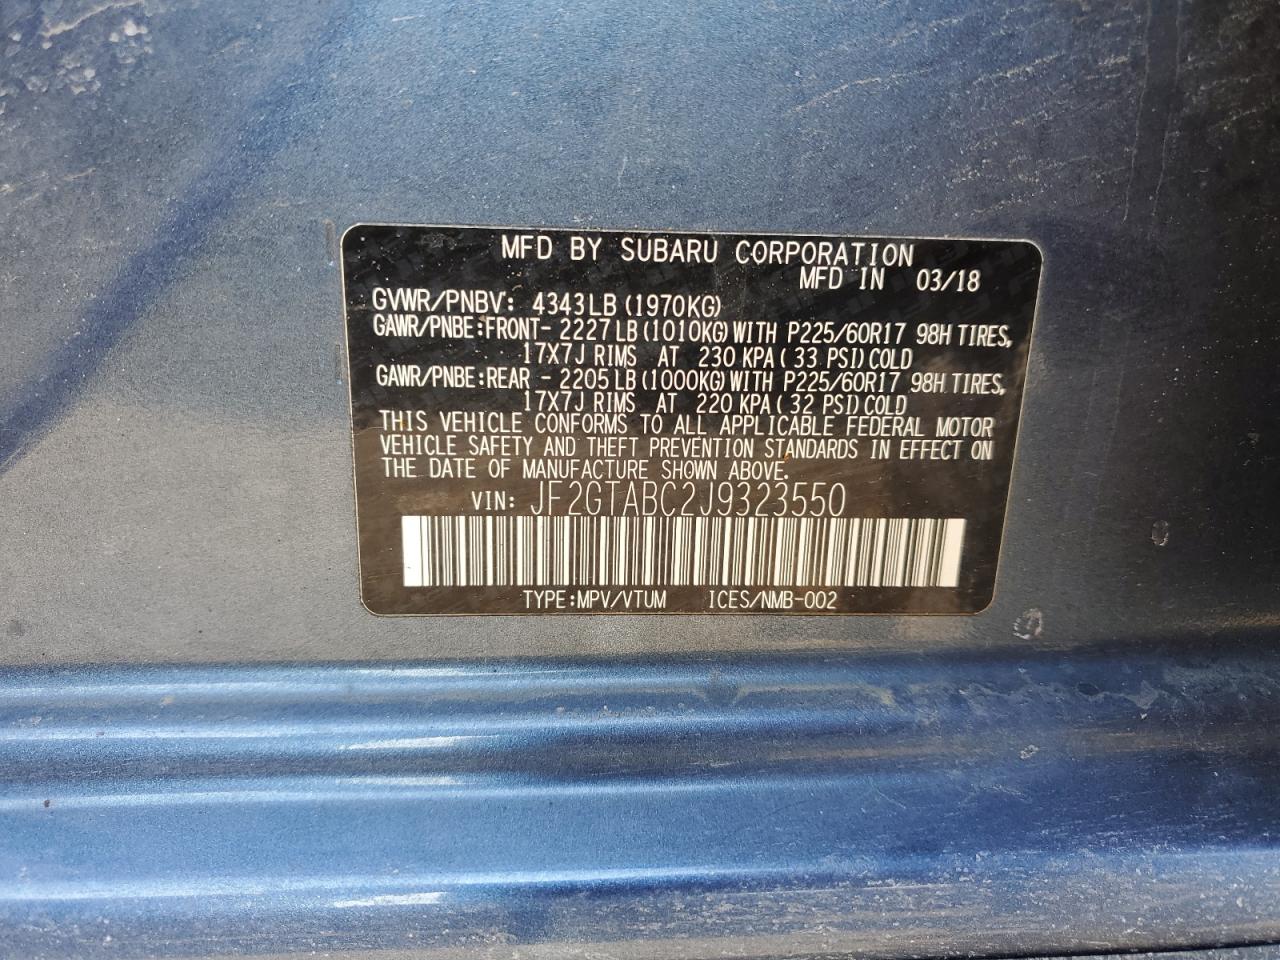 MFD BY SUBARU CORPORATION
MFD IN 03/18
GVWR/PNBV: 4343LB (1970KG)
GAWR/PNBE:FRONT- 2227LB (1010KG) WITH P225/60R17 98H TIRES,
17X7J RIMS AT 230 KPA ( 33 PSI) COLD
GAWR/PNBE:REAR - 2205LB (1000KG) WITH P225/60R17 98H TIRES,
17X7J RIMS AT 220 KPA ( 32 PSI) COLD
THIS VEHICLE CONFORMS TO ALL APPLICABLE FEDERAL MOTOR
VEHICLE SAFETY AND THEFT PREVENTION STANDARDS IN EFFECT ON
THE DATE OF MANUFACTURE SHOWN ABOVE.
VIN: JF2GTABC2J9323550
TYPE:MPV/VTUM ICES/NMB-002